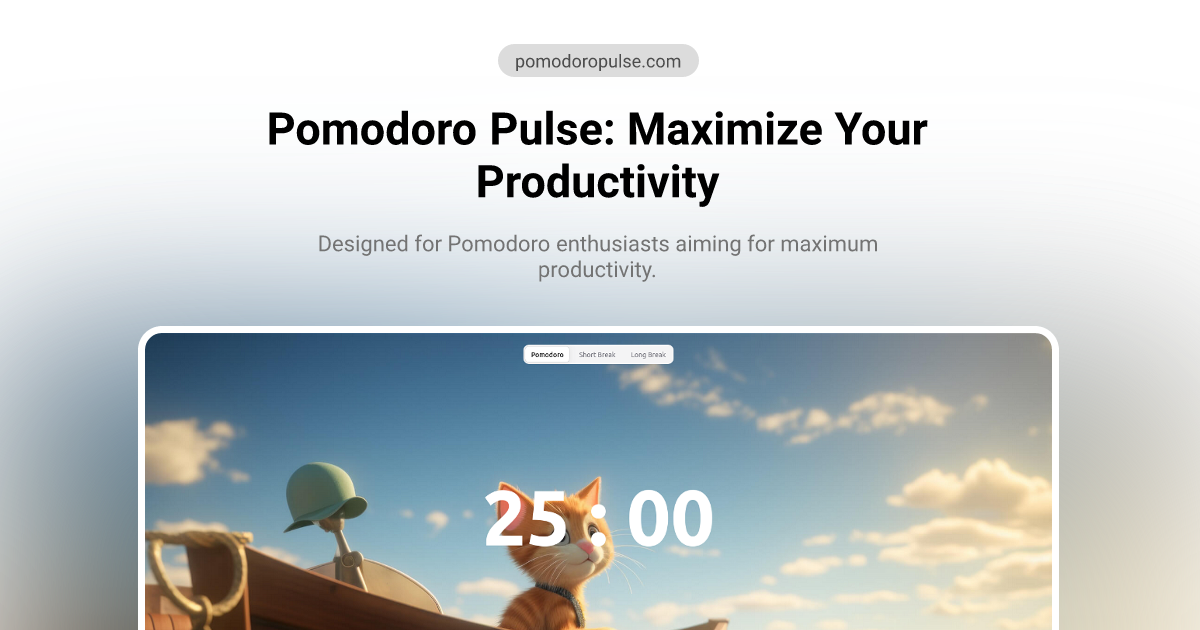 pomodoropulse.com
Pomodoro Pulse: Maximize Your
Productivity
Designed for Pomodoro enthusiasts aiming for maximum
productivity.
Pomodoro Short Break Long Break
25 : 00